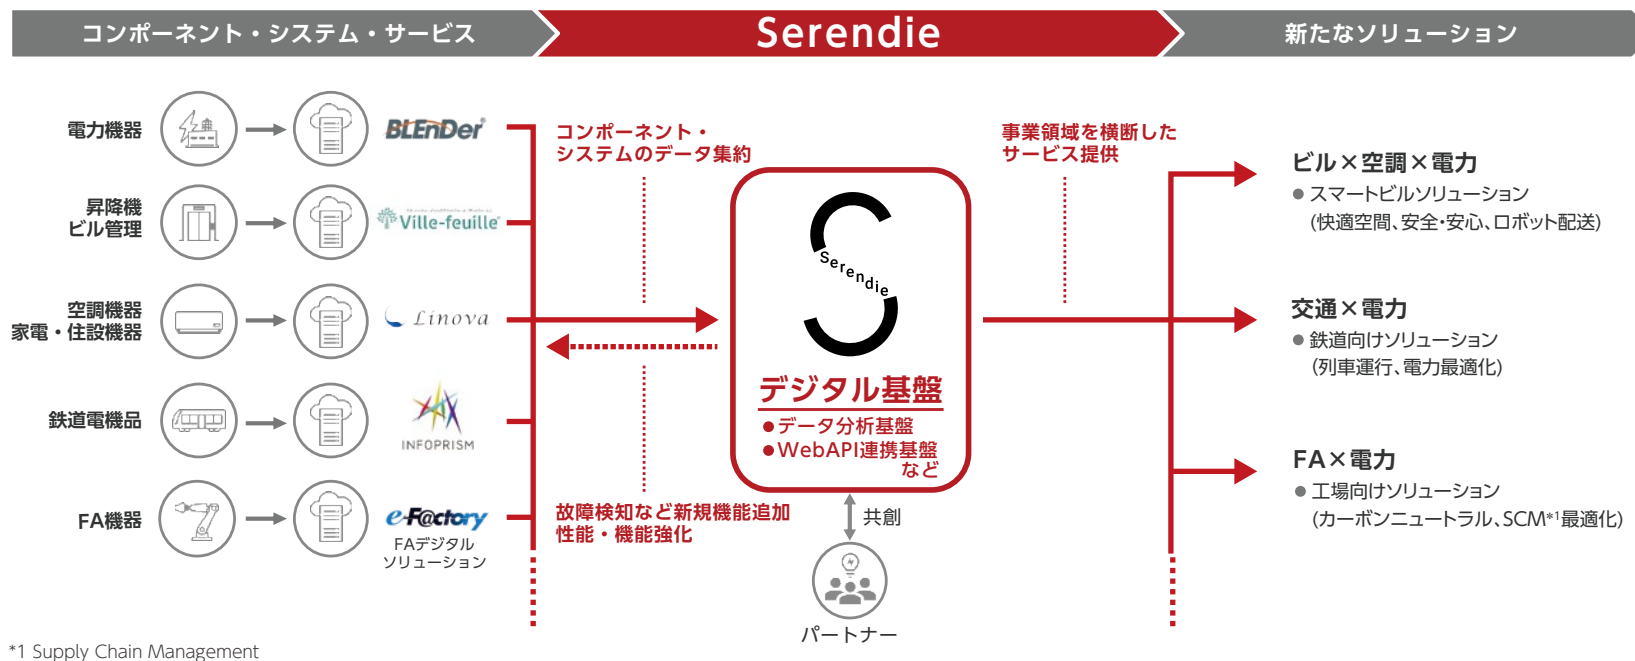 コンポーネント・システム・サービス
Serendie
新たなソリューション
電力機器
BLEnDer
昇降機
ビル管理
Ville-feuille
空調機器
家電・住設機器
Linova
鉄道電機品
INFOPRISM
FA機器
e-F@ctory
FAデジタル
ソリューション
コンポーネント・
システムのデータ集約
故障検知など新規機能追加
性能・機能強化
Serendie
デジタル基盤
●データ分析基盤
●WebAPI連携基盤
など
共創
パートナー
事業領域を横断した
サービス提供
ビル×空調×電力
● スマートビルソリューション
(快適空間、安全・安心、ロボット配送)
交通×電力
● 鉄道向けソリューション
(列車運行、電力最適化)
FA×電力
● 工場向けソリューション
(カーボンニュートラル、SCM*1最適化)
*1 Supply Chain Management